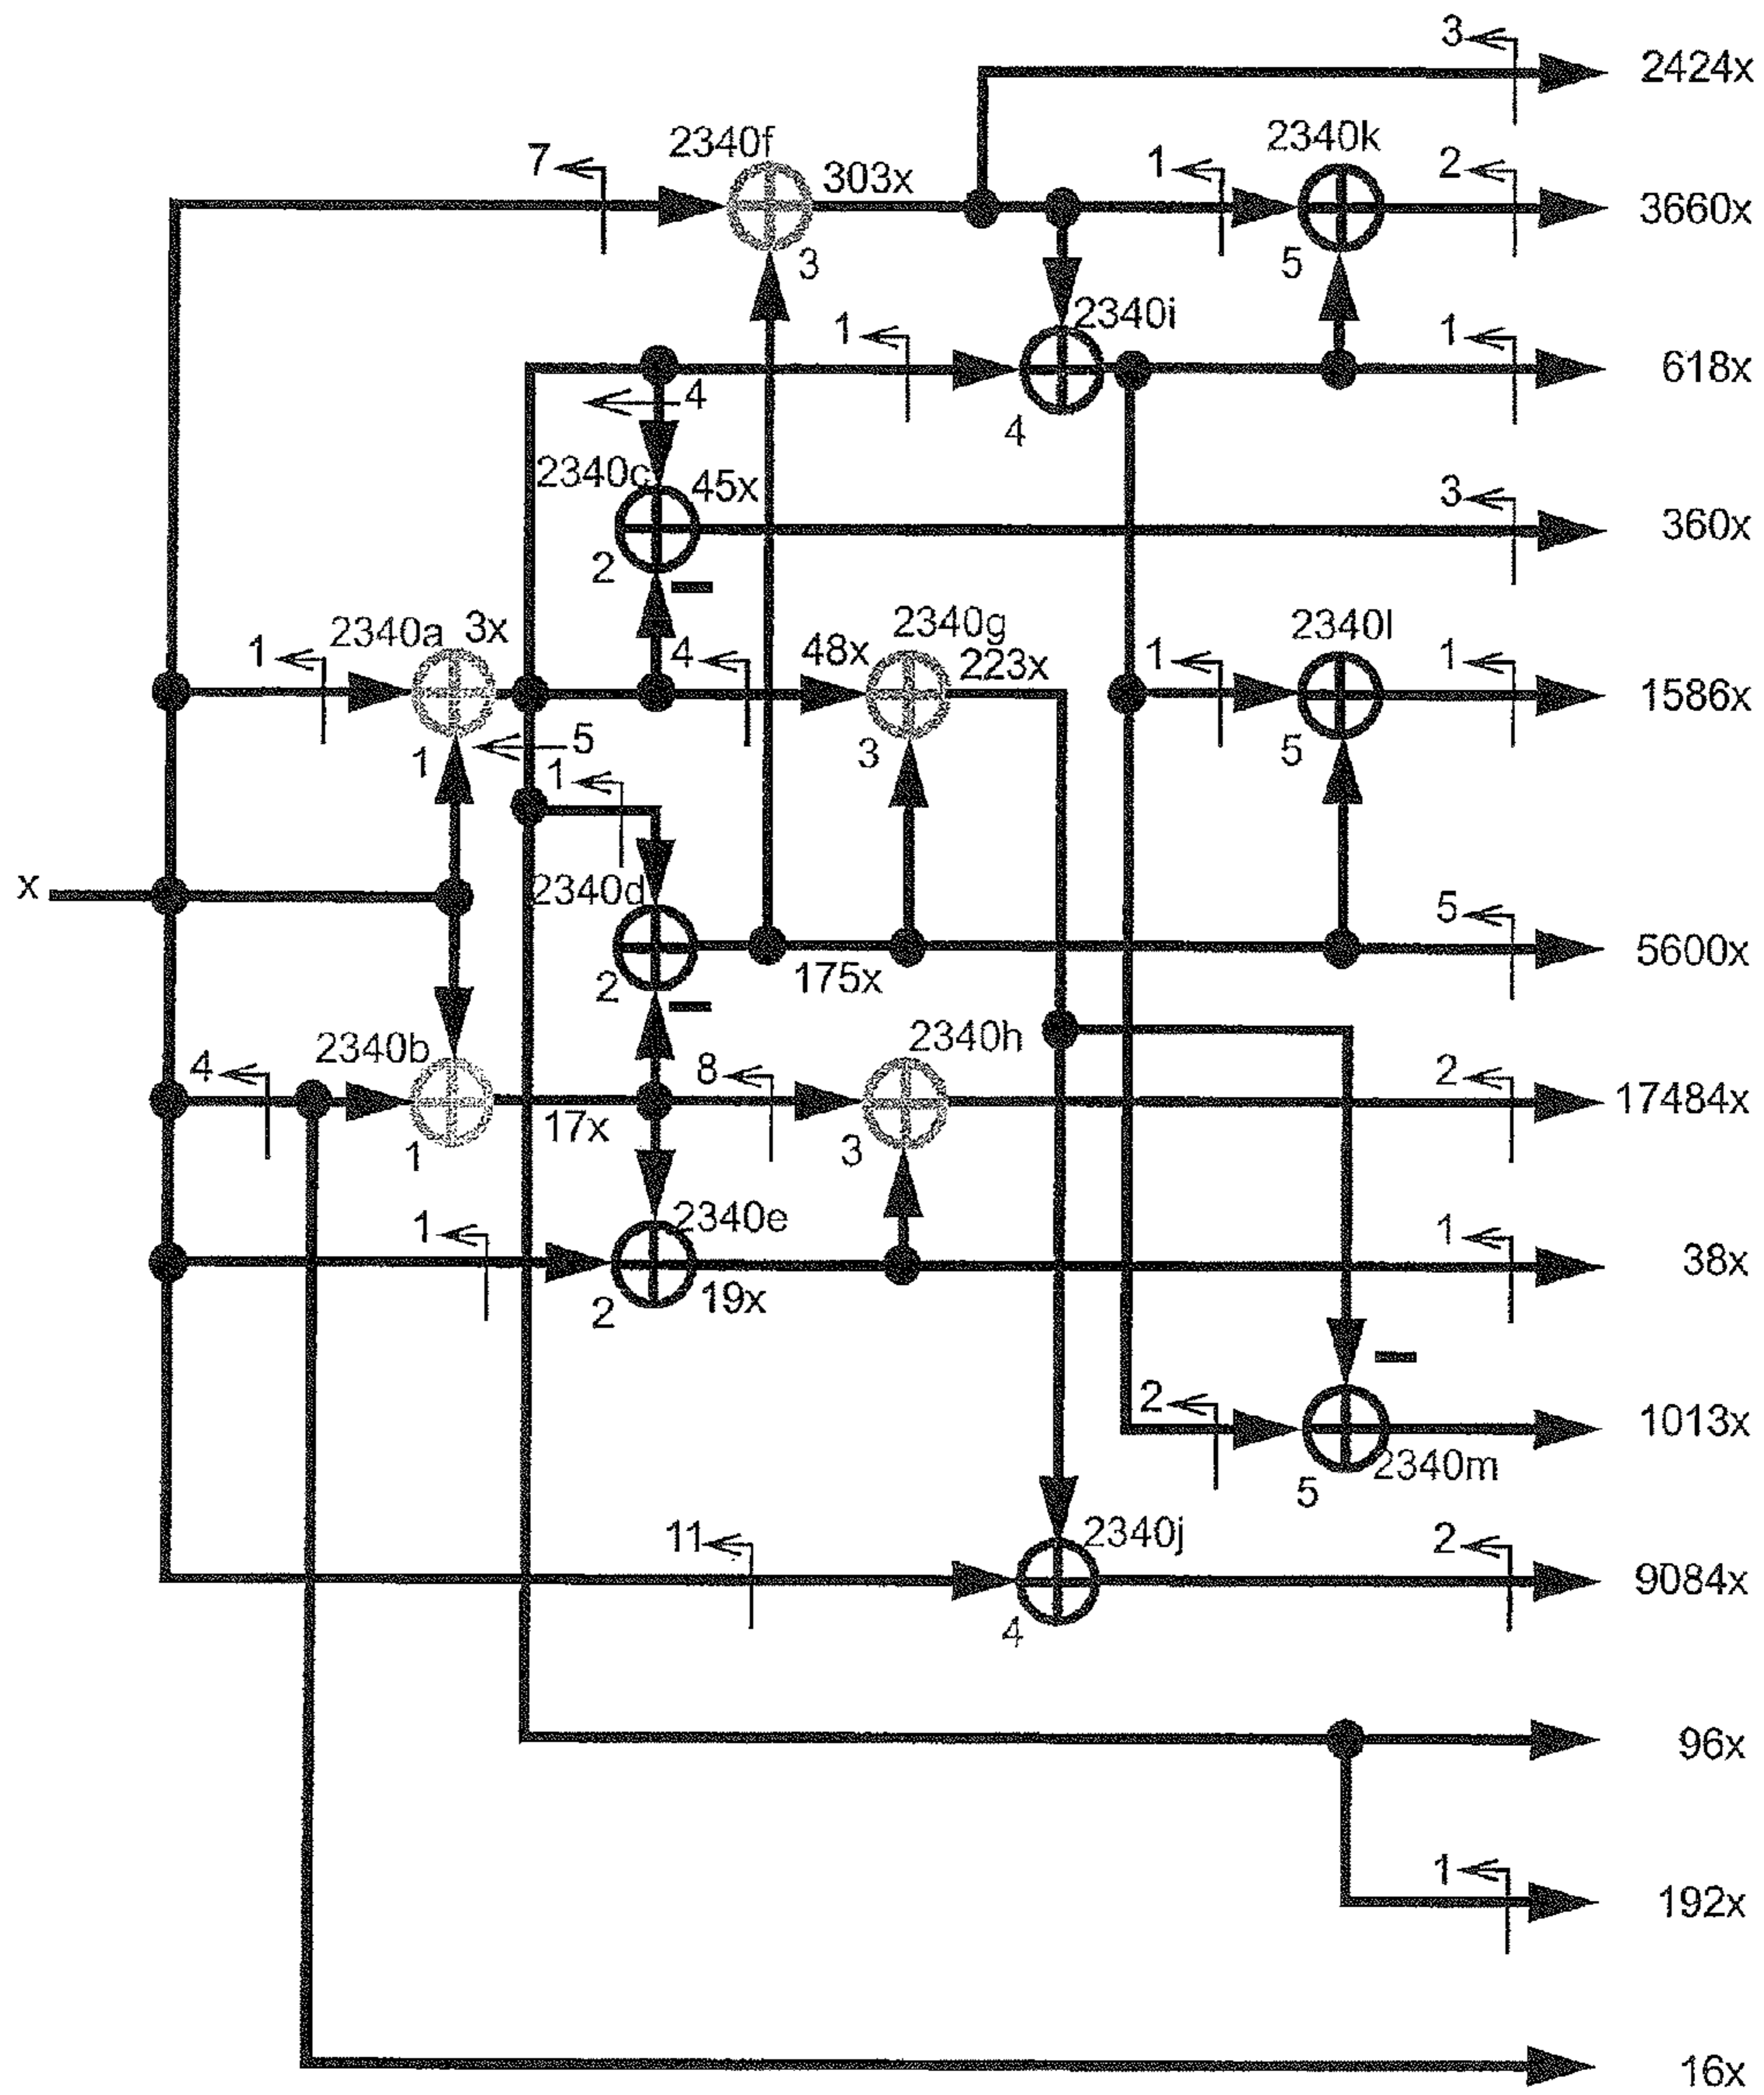 3
2424x
2340f
2340k
7
303x
1
2
3660x
3
5
2340i
1
1
618x
4
4
2340c
45x
3
360x
2
–
2340a
3x
2340g
2340l
1
4
48x
223x
1
1
1586x
1
5
3
5
1
x
2340d
5
5600x
2
175x
–
2340b
2340h
4
8
2
17484x
1
17x
3
1
2340e
1
38x
2
19x
–
2
1013x
2340m
5
11
2340j
2
9084x
4
96x
1
192x
16x